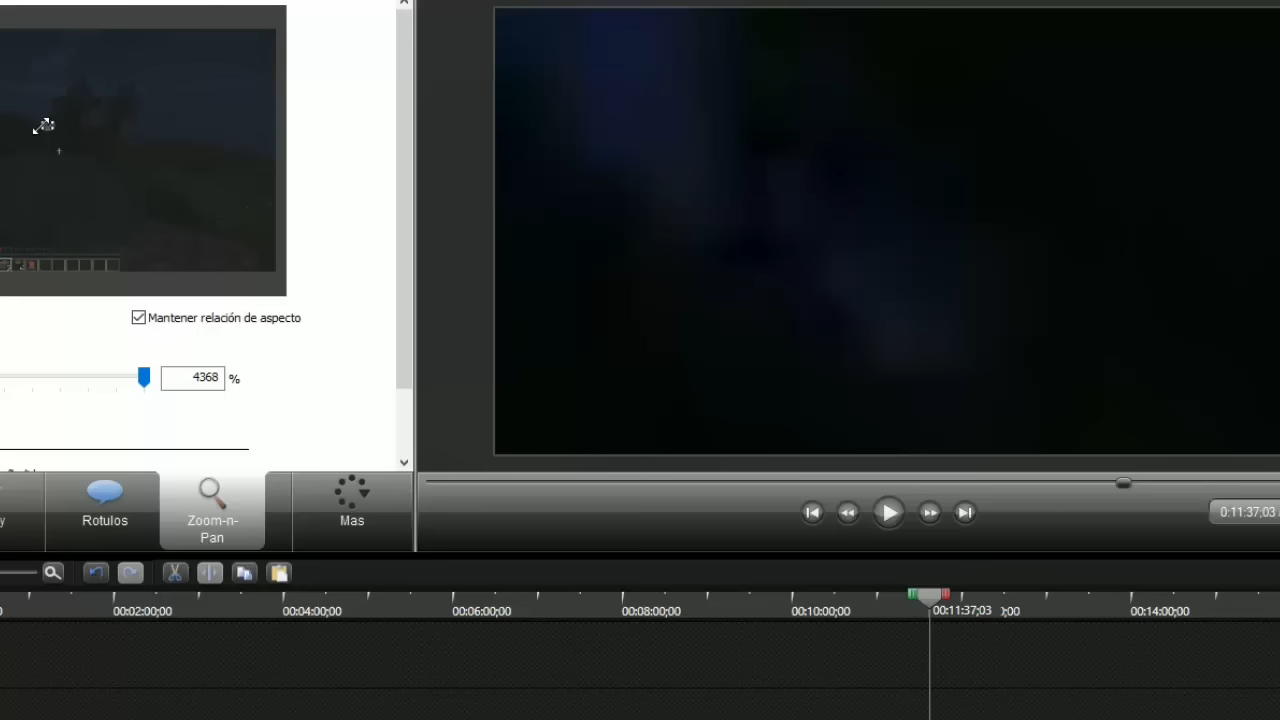 Mantener relación de aspecto
4368 %
y
Rotulos
Zoom-n-
Pan
Mas
0:11:37;03
00:02:00;00
00:04:00;00
00:06:00;00
00:08:00;00
00:10:00;00
00:11:37;03
;00
00:14:00;00